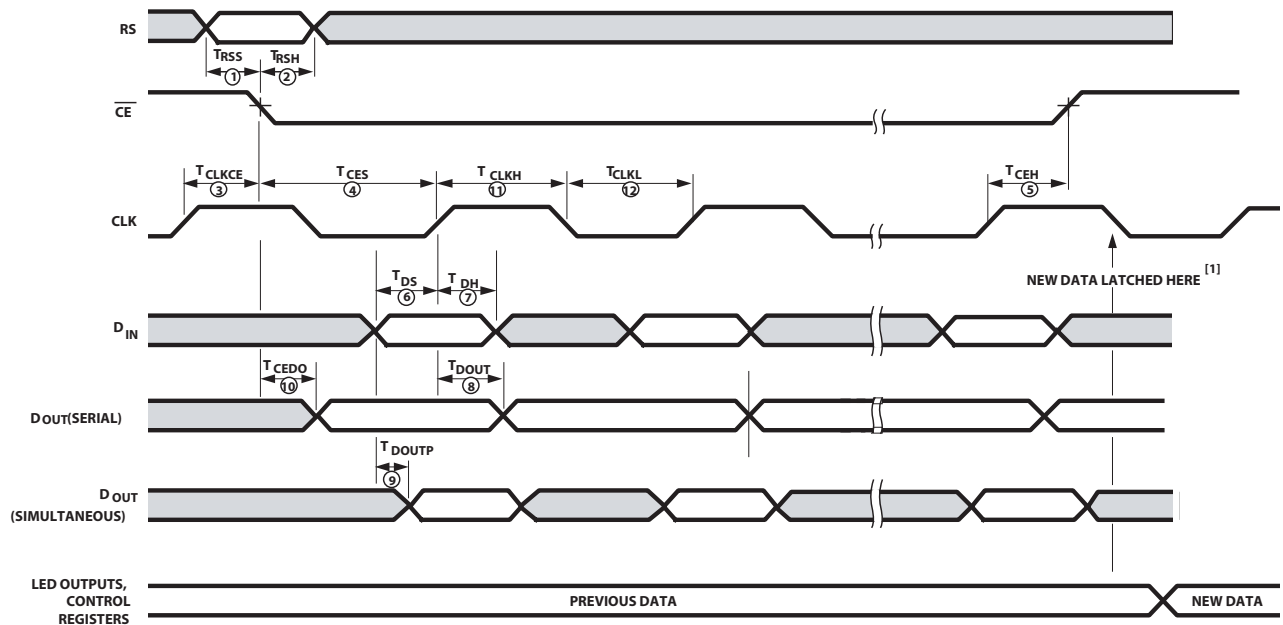 RS
TRSS TRSH
1 2
CE
T CLKCE T CES T CLKH TCLKL T CEH
3 4 11 12 5
CLK
NEW DATA LATCHED HERE [1]
T DS T DH
6 7
D IN
T CEDO T DOUT
10 8
D OUT(SERIAL)
T DOUTP
9
D OUT
(SIMULTANEOUS)
LED OUTPUTS,
CONTROL
REGISTERS
PREVIOUS DATA NEW DATA